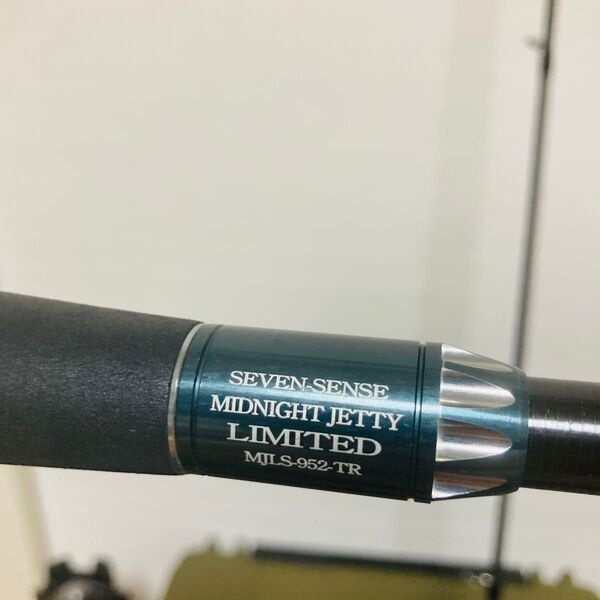 SEVEN-SENSE
MIDNIGHT JETTY
LIMITED
MJLS-952-TR